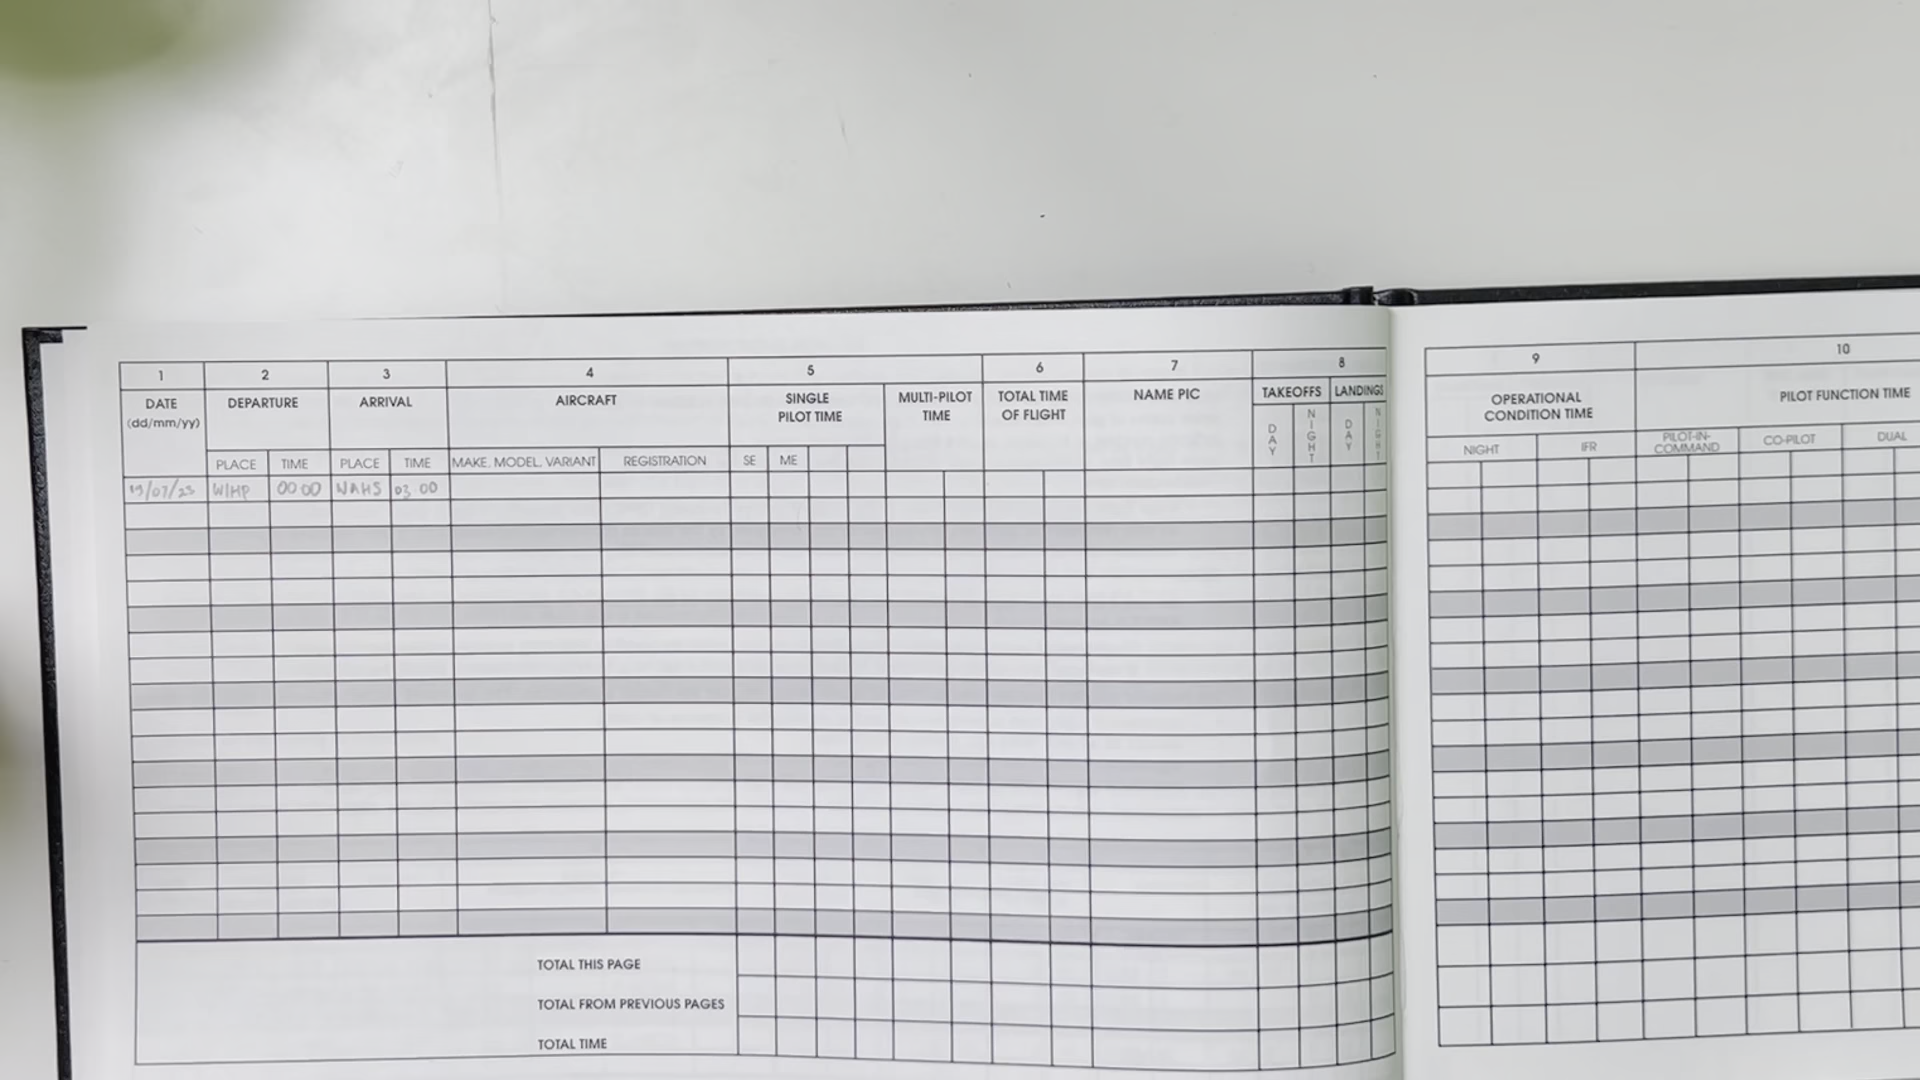 1 2 3 4 5 6 7 8
DATE (dd/mm/yy) DEPARTURE ARRIVAL AIRCRAFT SINGLE PILOT TIME MULTI-PILOT TIME TOTAL TIME OF FLIGHT NAME PIC TAKEOFFS LANDINGS
PLACE TIME PLACE TIME MAKE, MODEL, VARIANT REGISTRATION SE ME DAY NIGHT DAY NIGHT
/07/23 WIHP 00 00 WAHS 03 00
TOTAL THIS PAGE
TOTAL FROM PREVIOUS PAGES
TOTAL TIME
9 10
OPERATIONAL CONDITION TIME PILOT FUNCTION TIME
NIGHT IFR PILOT-IN-COMMAND CO-PILOT DUAL